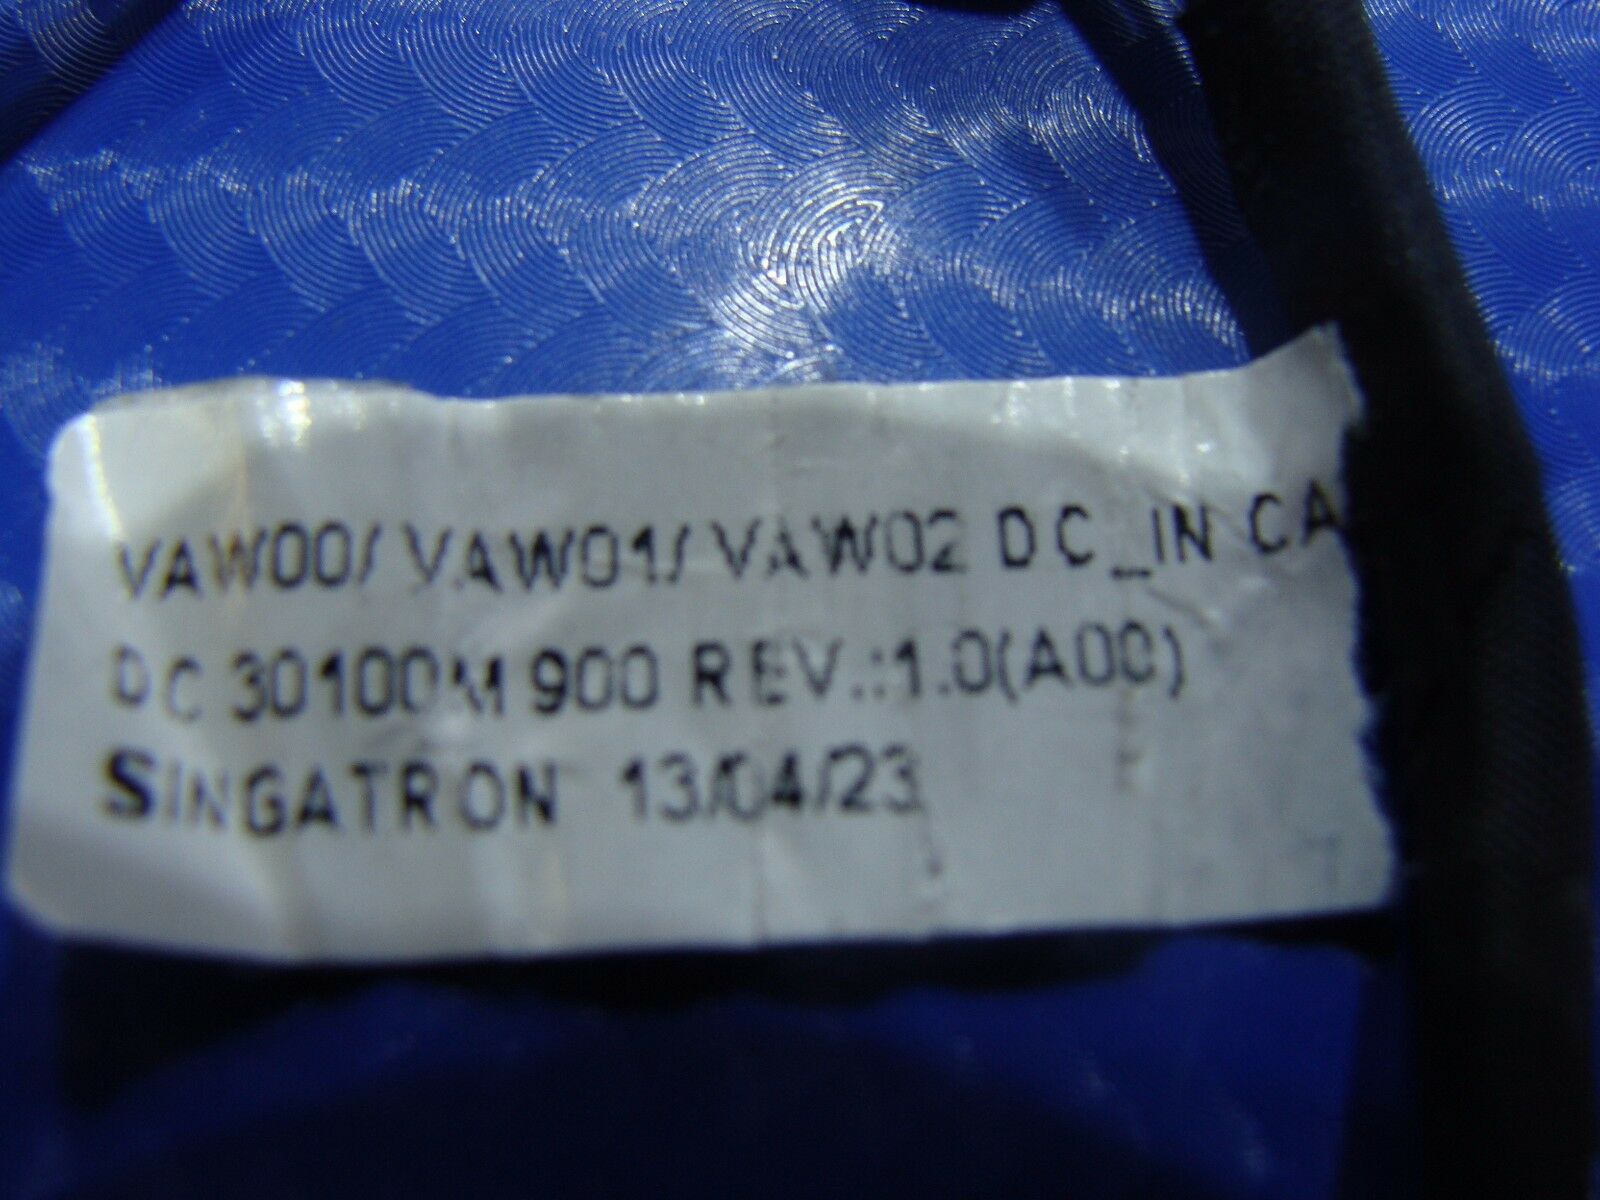 VAW00/ VAW01/ VAW02 DC_IN CA
DC 30100M 900 REV.:1.0(A00)
SINGATRON 13/04/23